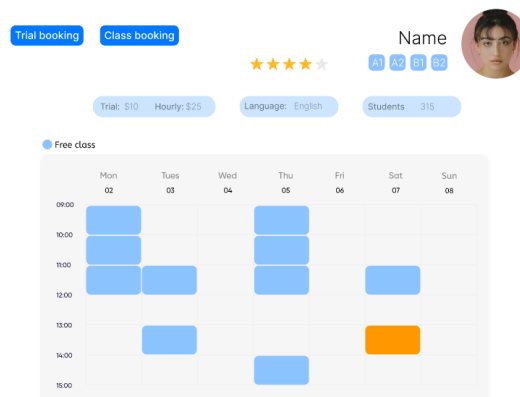 Trial booking
Class booking
Name
A1 A2 B1 B2
Trial: $10 Hourly: $25
Language: English
Students 315
Free class
Mon Tues Wed Thu Fri Sat Sun
02 03 04 05 06 07 08
09:00
10:00
11:00
12:00
13:00
14:00
15:00